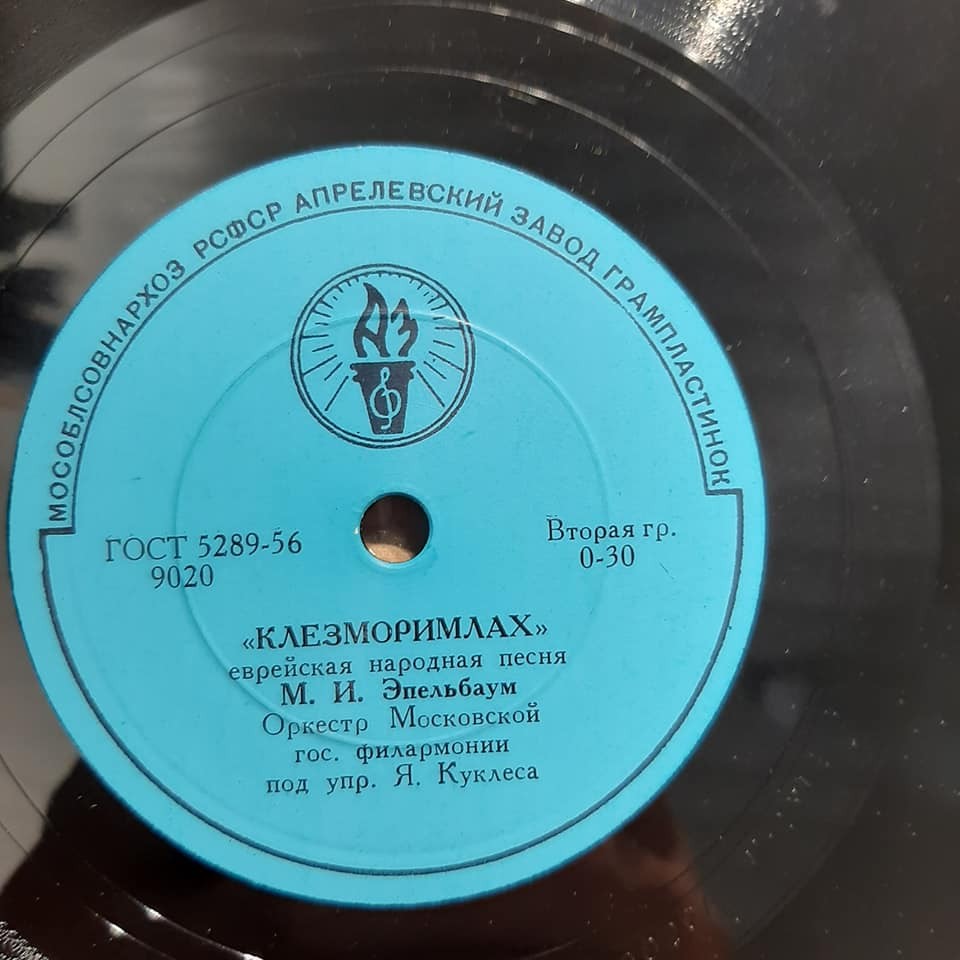 МОСОБЛСОВНАРХОЗ РСФСР АПРЕЛЕВСКИЙ ЗАВОД ГРАМПЛАСТИНОК
АЗ
ГОСТ 5289-56
9020
Вторая гр.
0-30
«КЛЕЗМОРИМЛАХ»
еврейская народная песня
М. И. Эпельбаум
Оркестр Московской
гос. филармонии
под упр. Я. Куклеса